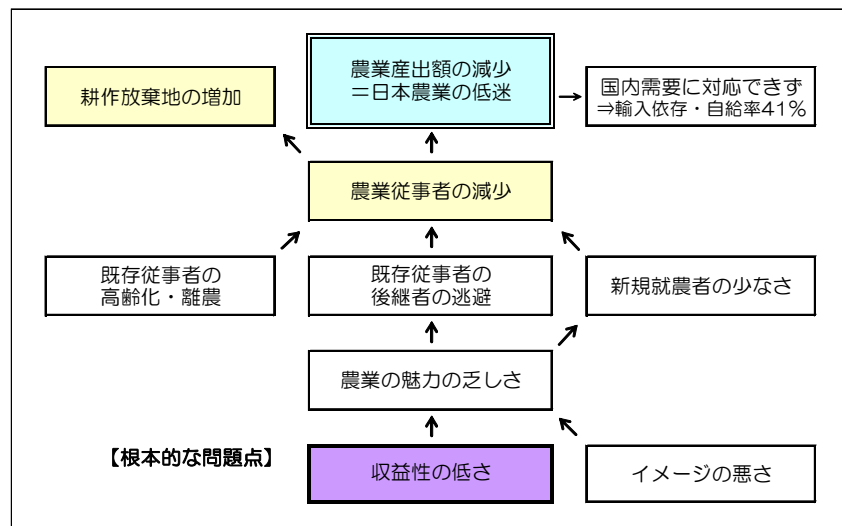 農業産出額の減少
＝日本農業の低迷
耕作放棄地の増加
国内需要に対応できず
⇒輸入依存・自給率41％
農業従事者の減少
既存従事者の
高齢化・離農
既存従事者の
後継者の逃避
新規就農者の少なさ
農業の魅力の乏しさ
【根本的な問題点】
収益性の低さ
イメージの悪さ